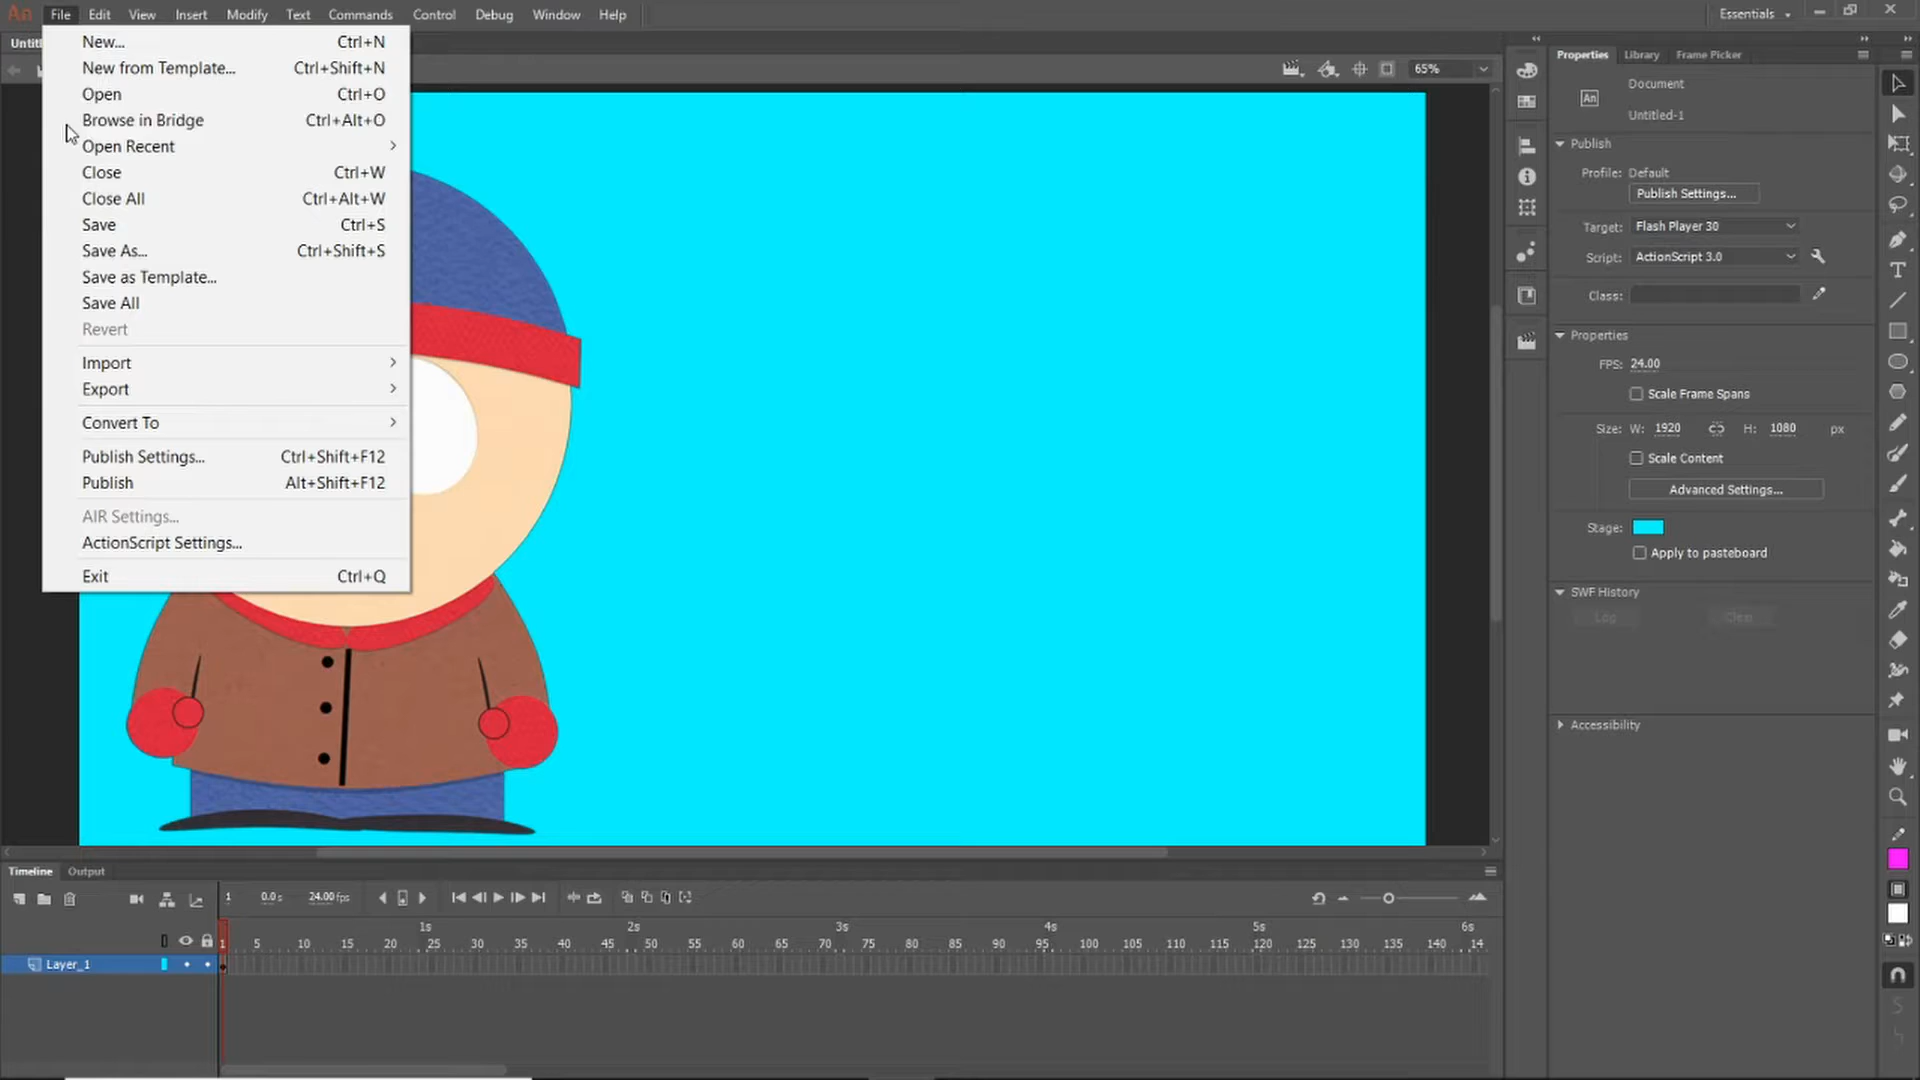 An File Edit View Insert Modify Text Commands Control Debug Window Help Essentials
Untitl
New... Ctrl+N
New from Template... Ctrl+Shift+N
Open Ctrl+O
Browse in Bridge Ctrl+Alt+O
Open Recent
Close Ctrl+W
Close All Ctrl+Alt+W
Save Ctrl+S
Save As... Ctrl+Shift+S
Save as Template...
Save All
Revert
Import
Export
Convert To
Publish Settings... Ctrl+Shift+F12
Publish Alt+Shift+F12
AIR Settings...
ActionScript Settings...
Exit Ctrl+Q
65%
Properties Library Frame Picker
An Document
Untitled-1
Publish
Profile: Default
Publish Settings...
Target: Flash Player 30
Script: ActionScript 3.0
Class:
Properties
FPS: 24.00
Scale Frame Spans
Size: W: 1920 H: 1080 px
Scale Content
Advanced Settings...
Stage:
Apply to pasteboard
SWF History
Log Clear
Accessibility
Timeline Output
1 0.0 s 24.00 fps
1s 2s 3s 4s 5s 6s
1 5 10 15 20 25 30 35 40 45 50 55 60 65 70 75 80 85 90 95 100 105 110 115 120 125 130 135 140 14
Layer_1